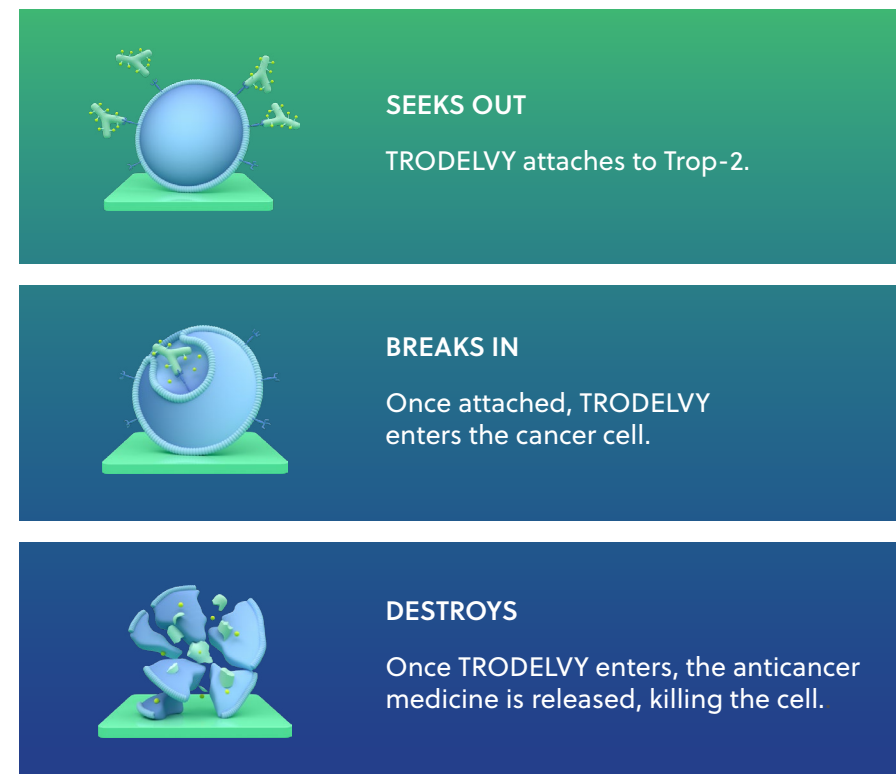 SEEKS OUT
TRODELVY attaches to Trop-2.
BREAKS IN
Once attached, TRODELVY
enters the cancer cell.
DESTROYS
Once TRODELVY enters, the anticancer
medicine is released, killing the cell.